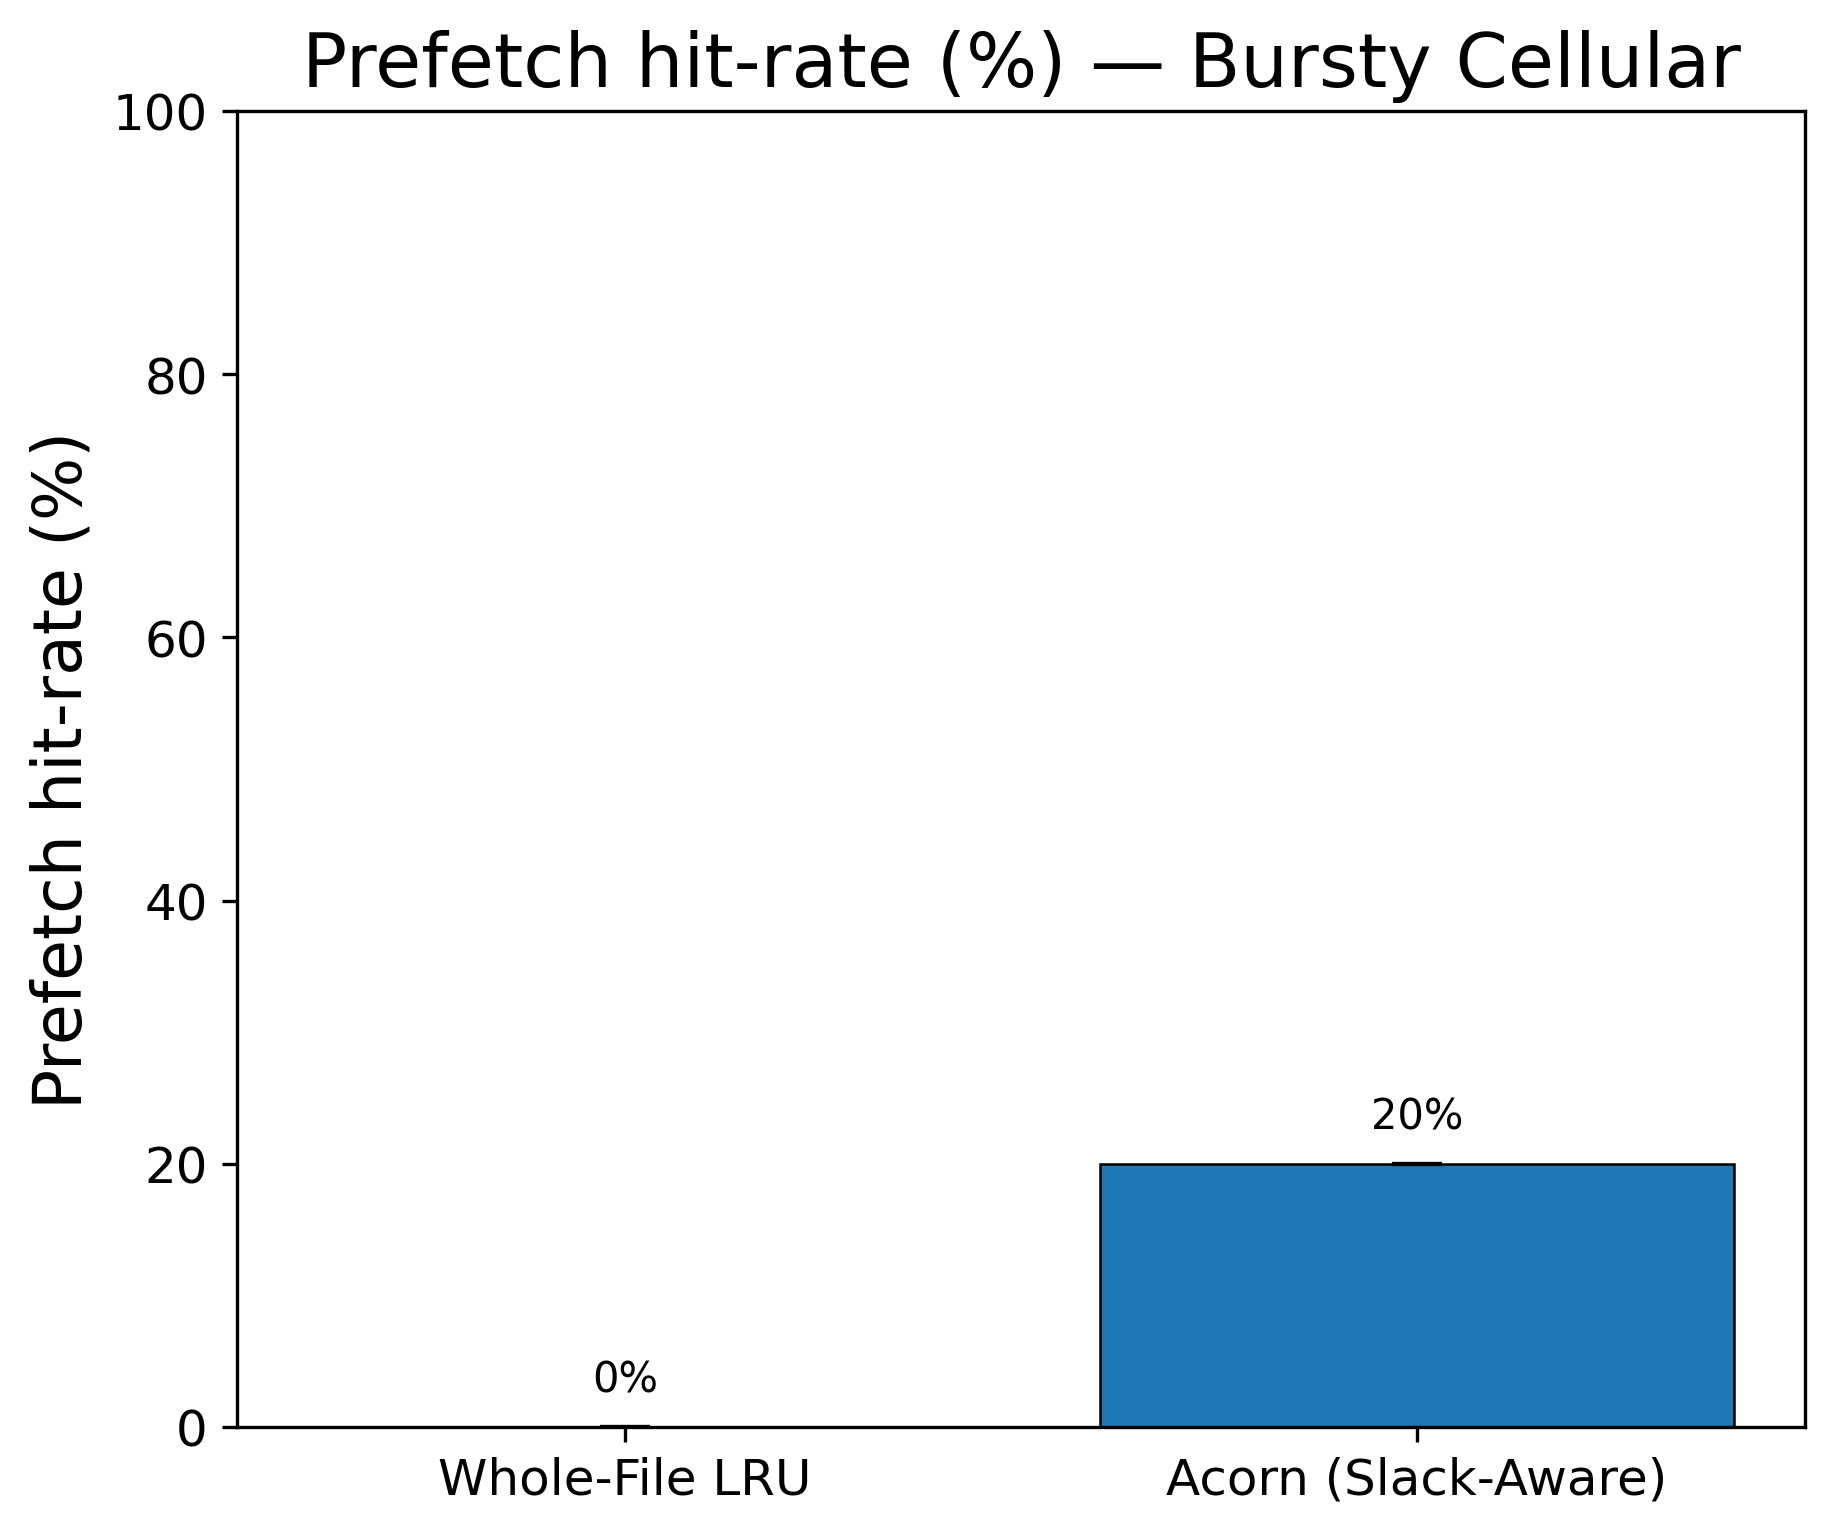 Prefetch hit-rate (%) — Bursty Cellular
Prefetch hit-rate (%)
100
80
60
40
20
0
0%
20%
Whole-File LRU
Acorn (Slack-Aware)